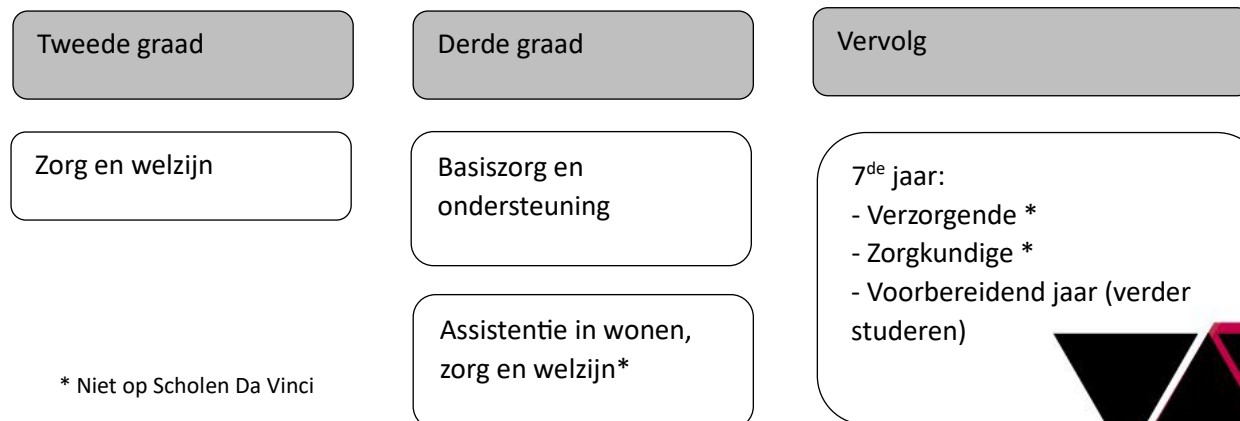 Tweede graad
Derde graad
Vervolg
Zorg en welzijn
Basiszorg en
ondersteuning
Assistentie in wonen,
zorg en welzijn*
7de jaar:
- Verzorgende *
- Zorgkundige *
- Voorbereidend jaar (verder
studeren)
* Niet op Scholen Da Vinci